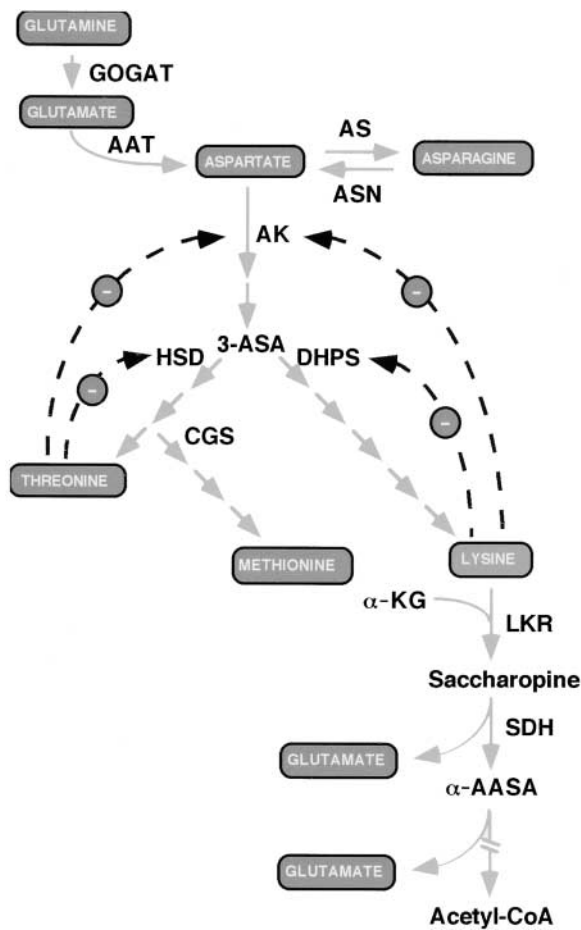 GLUTAMINE
GOGAT
GLUTAMATE
AAT
AS
ASPARTATE
ASPARAGINE
ASN
AK
-
-
3-ASA
HSD
DHPS
-
-
CGS
THREONINE
METHIONINE
LYSINE
α-KG
LKR
Saccharopine
SDH
GLUTAMATE
α-AASA
GLUTAMATE
Acetyl-CoA